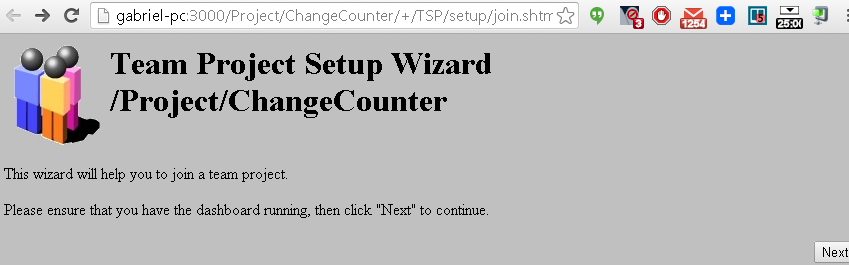 gabriel-pc:3000/Project/ChangeCounter/+/TSP/setup/join.shtm
3
1254
5
25:00
Team Project Setup Wizard
/Project/ChangeCounter
This wizard will help you to join a team project.
Please ensure that you have the dashboard running, then click "Next" to continue.
Next